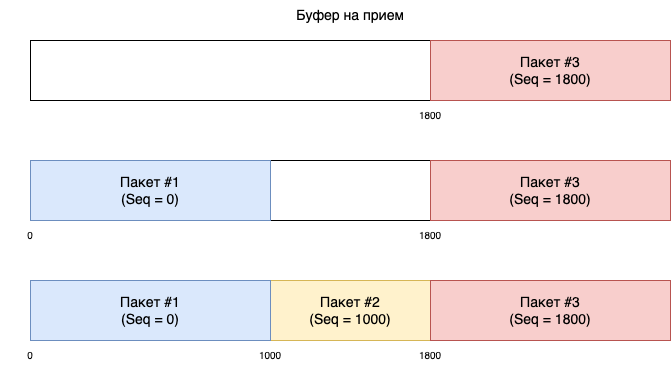 Буфер на прием
Пакет #3
(Seq = 1800)
1800
Пакет #1
(Seq = 0)
Пакет #3
(Seq = 1800)
0
1800
Пакет #1
(Seq = 0)
Пакет #2
(Seq = 1000)
Пакет #3
(Seq = 1800)
0
1000
1800